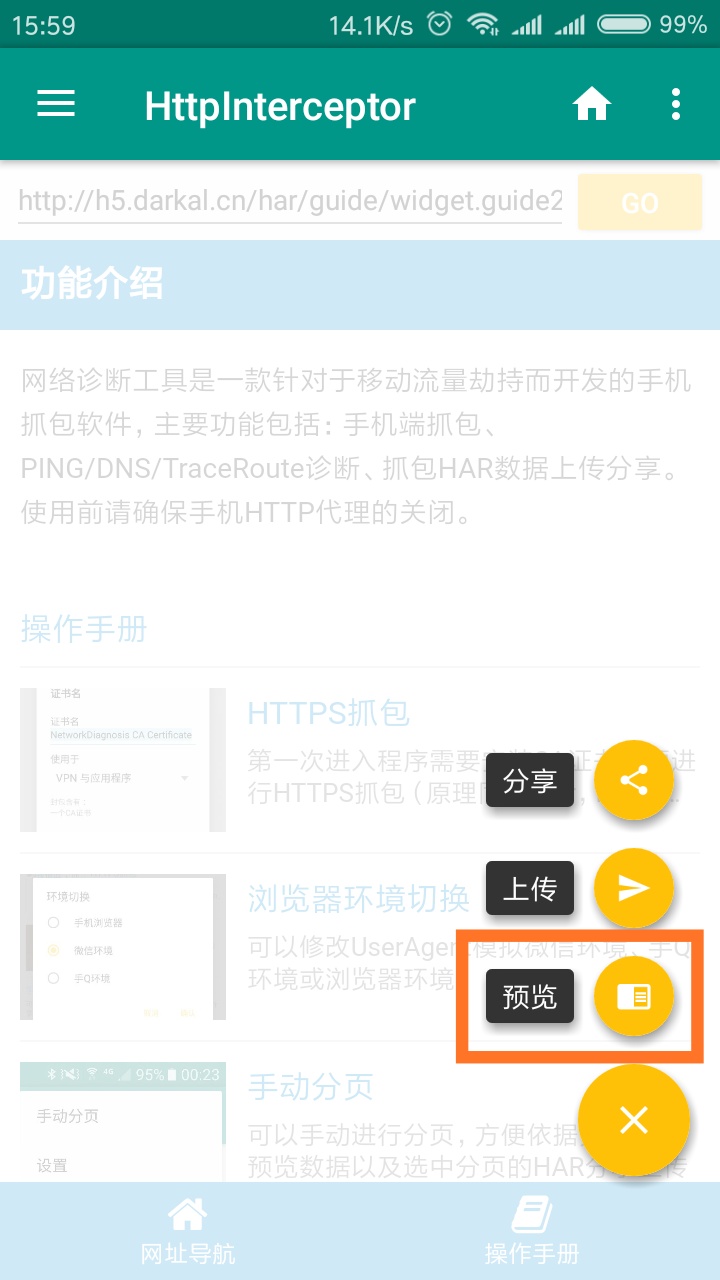 15:59
14.1K/s
99%
HttpInterceptor
http://h5.darkal.cn/har/guide/widget.guide2
GO
功能介绍
网络诊断工具是一款针对于移动流量劫持而开发的手机
抓包软件，主要功能包括：手机端抓包、
PING/DNS/TraceRoute诊断、抓包HAR数据上传分享。
使用前请确保手机HTTP代理的关闭。
操作手册
证书名
证书名
NetworkDiagnosis CA Certificate
使用于
VPN 与应用程序
一个CA证书
HTTPS抓包
第一次进入程序需要
进
行HTTPS抓包（原理
分享
上传
环境切换
手机浏览器
微信环境
手Q环境
浏览器环境切换
可以修改UserAgent模拟微信环境、手Q
环境或浏览器环境
预览
95%
00:23
手动分页
设置
手动分页
可以手动进行分页，方便依据
预览数据以及选中分页的HAR分享上传
网址导航
操作手册